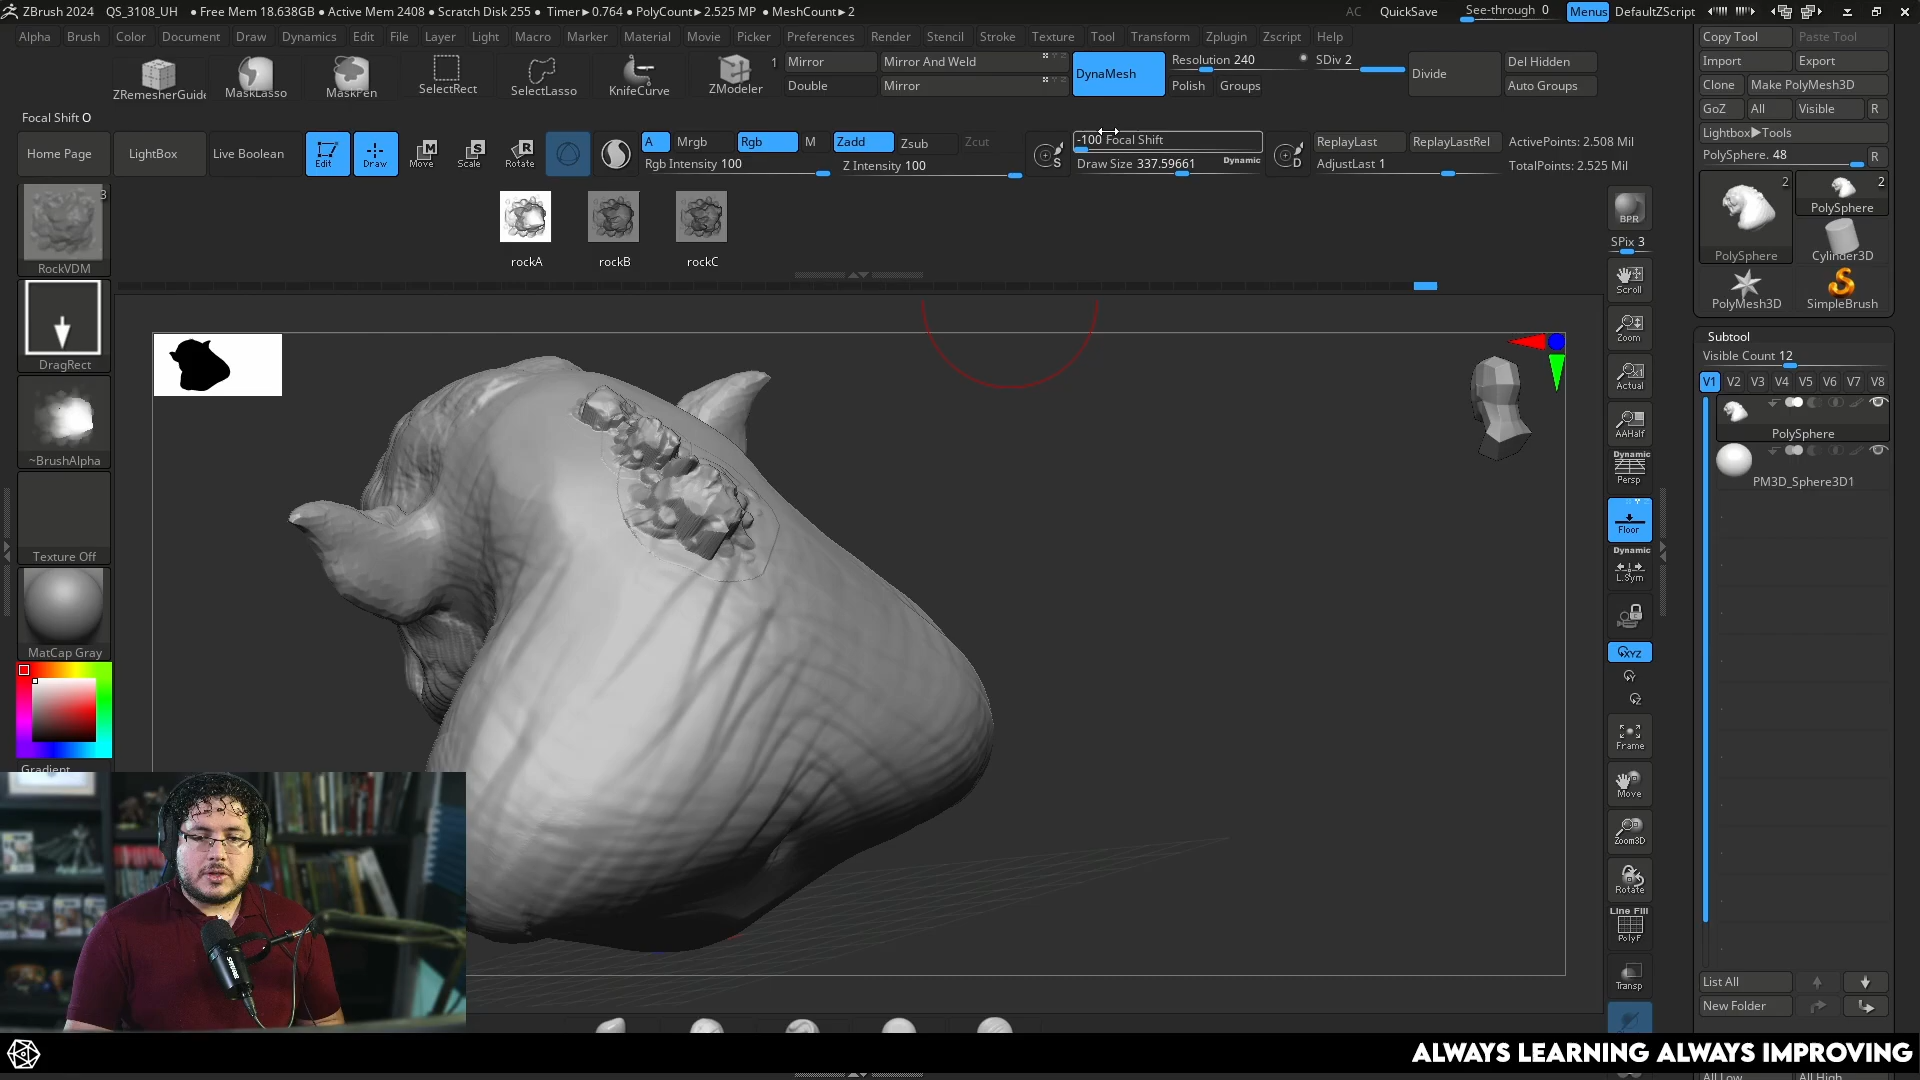 ZBrush 2024 QS_3108_UH ● Free Mem 18.638GB ● Active Mem 2408 ● Scratch Disk 255 ● Timer►0.764 ● PolyCount►2.525 MP ● MeshCount►2 AC QuickSave See-through 0 Menus DefaultZScript
Alpha Brush Color Document Draw Dynamics Edit File Layer Light Macro Marker Material Movie Picker Preferences Render Stencil Stroke Texture Tool Transform Zplugin Zscript Help
Copy Tool Paste Tool
Import Export
Clone Make PolyMesh3D
GoZ All Visible R
Lightbox►Tools
PolySphere. 48 R
ZRemesherGuide MaskLasso MaskPen SelectRect SelectLasso KnifeCurve ZModeler 1
Mirror Mirror And Weld
Double Mirror
DynaMesh Resolution 240 SDiv 2 Divide Del Hidden
Polish Groups Auto Groups
Focal Shift O
Home Page LightBox Live Boolean Edit Draw Move Scale Rotate
A Mrgb Rgb M Zadd Zsub Zcut
Rgb Intensity 100 Z Intensity 100
S -100 Focal Shift D
Draw Size 337.59661 Dynamic
ReplayLast ReplayLastRel ActivePoints: 2.508 Mil
AdjustLast 1 TotalPoints: 2.525 Mil
3
RockVDM
DragRect
~BrushAlpha
Texture Off
MatCap Gray
Gradient
rockA rockB rockC
BPR
SPix 3
Scroll
Zoom
Actual
AAHalf
Dynamic
Persp
Floor
Dynamic
L.Sym
XYZ
Y
Z
Frame
Move
Zoom3D
Rotate
Line Fill
PolyF
Transp
2 2
PolySphere
PolySphere Cylinder3D
PolyMesh3D SimpleBrush
Subtool
Visible Count 12
V1 V2 V3 V4 V5 V6 V7 V8
PolySphere
PM3D_Sphere3D1
List All
New Folder
All Low All High
ALWAYS LEARNING ALWAYS IMPROVING